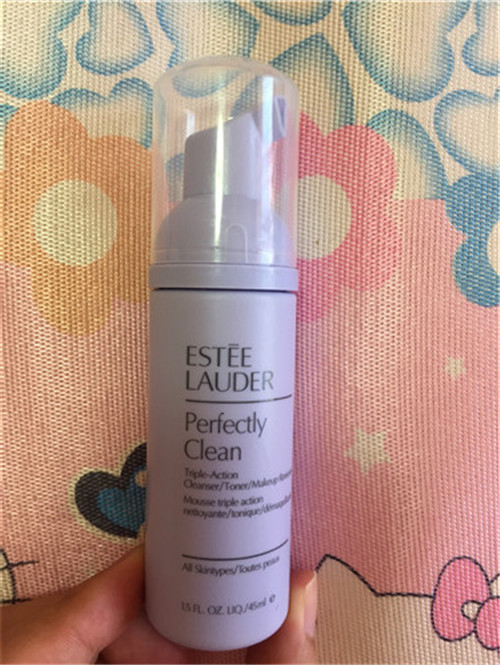 ESTĒE
LAUDER
Perfectly
Clean
Triple-Action
Cleanser/Toner/Makeup
Mousse triple action
nettoyante/tonique/démaquillante
All Skintypes/Toutes peaux
1.5 FL. OZ. LIQ./45ml ℮